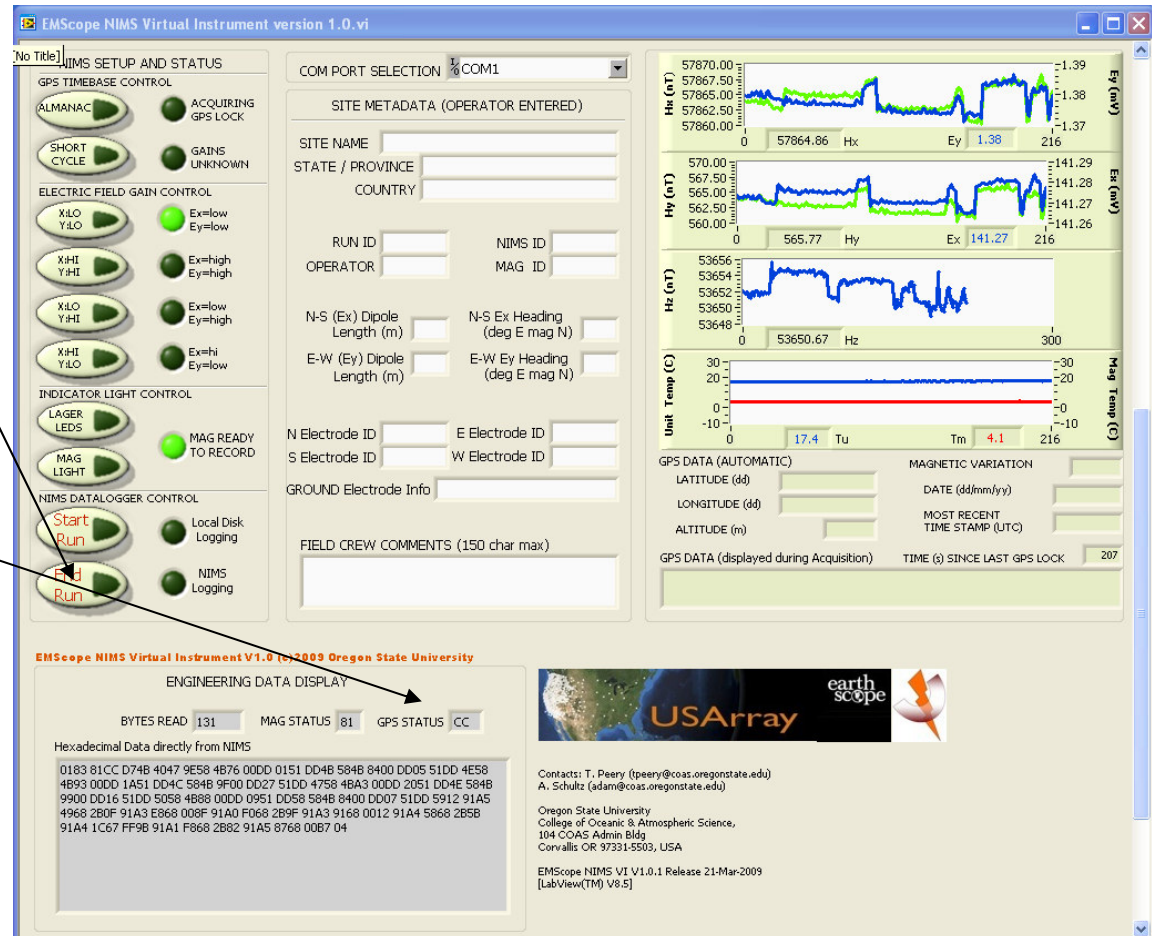 EMScope NIMS Virtual Instrument version 1.0.vi
[No Title]
NIMS SETUP AND STATUS
GPS TIMEBASE CONTROL
ALMANAC
ACQUIRING
GPS LOCK
SHORT
CYCLE
GAINS
UNKNOWN
ELECTRIC FIELD GAIN CONTROL
X:LO
Y:LO
Ex=low
Ey=low
X:HI
Y:HI
Ex=high
Ey=high
X:LO
Y:HI
Ex=low
Ey=high
X:HI
Y:LO
Ex=hi
Ey=low
INDICATOR LIGHT CONTROL
LAGER
LEDS
MAG READY
TO RECORD
MAG
LIGHT
NIMS DATALOGGER CONTROL
Start
Run
Local Disk
Logging
End
Run
NIMS
Logging
COM PORT SELECTION COM1
SITE METADATA (OPERATOR ENTERED)
SITE NAME
STATE / PROVINCE
COUNTRY
RUN ID NIMS ID
OPERATOR MAG ID
N-S (Ex) Dipole
Length (m)
N-S Ex Heading
(deg E mag N)
E-W (Ey) Dipole
Length (m)
E-W Ey Heading
(deg E mag N)
N Electrode ID E Electrode ID
S Electrode ID W Electrode ID
GROUND Electrode Info
FIELD CREW COMMENTS (150 char max)
Hx (nT)
57870.00
57867.50
57865.00
57862.50
57860.00
-1.39
-1.38
-1.37
Ey (mV)
0 57864.86 Hx Ey 1.38 216
Hy (nT)
570.00
567.50
565.00
562.50
560.00
-141.29
-141.28
-141.27
-141.26
Ex (mV)
0 565.77 Hy Ex 141.27 216
Hz (nT)
53656
53654
53652
53650
53648
0 53650.67 Hz 300
Unit Temp (C)
30
20
0
-10
-30
-20
-0
-10
Mag Temp (C)
0 17.4 Tu Tm 4.1 216
GPS DATA (AUTOMATIC)
LATITUDE (dd)
LONGITUDE (dd)
ALTITUDE (m)
MAGNETIC VARIATION
DATE (dd/mm/yy)
MOST RECENT
TIME STAMP (UTC)
GPS DATA (displayed during Acquisition) TIME (s) SINCE LAST GPS LOCK 207
EMScope NIMS Virtual Instrument V1.0 (c)2009 Oregon State University
ENGINEERING DATA DISPLAY
BYTES READ 131 MAG STATUS 81 GPS STATUS CC
Hexadecimal Data directly from NIMS
0183 81CC D74B 4047 9E58 4B76 00DD 0151 DD4B 584B 8400 DD05 51DD 4E58
4B93 00DD 1A51 DD4C 584B 9F00 DD27 51DD 4758 4BA3 00DD 2051 DD4E 584B
9900 DD16 51DD 5058 4B88 00DD 0951 DD58 584B 8400 DD07 51DD 5912 91A5
4968 2B0F 91A3 E868 008F 91A0 F068 2B9F 91A3 9168 0012 91A4 5868 2B5B
91A4 1C67 FF9B 91A1 F868 2B82 91A5 8768 00B7 04
USArray
earth
scope
Contacts: T. Peery (tpeery@coas.oregonstate.edu)
A. Schultz (adam@coas.oregonstate.edu)
Oregon State University
College of Oceanic & Atmospheric Science,
104 COAS Admin Bldg
Corvallis OR 97331-5503, USA
EMScope NIMS VI V1.0.1 Release 21-Mar-2009
[LabView(TM) V8.5]